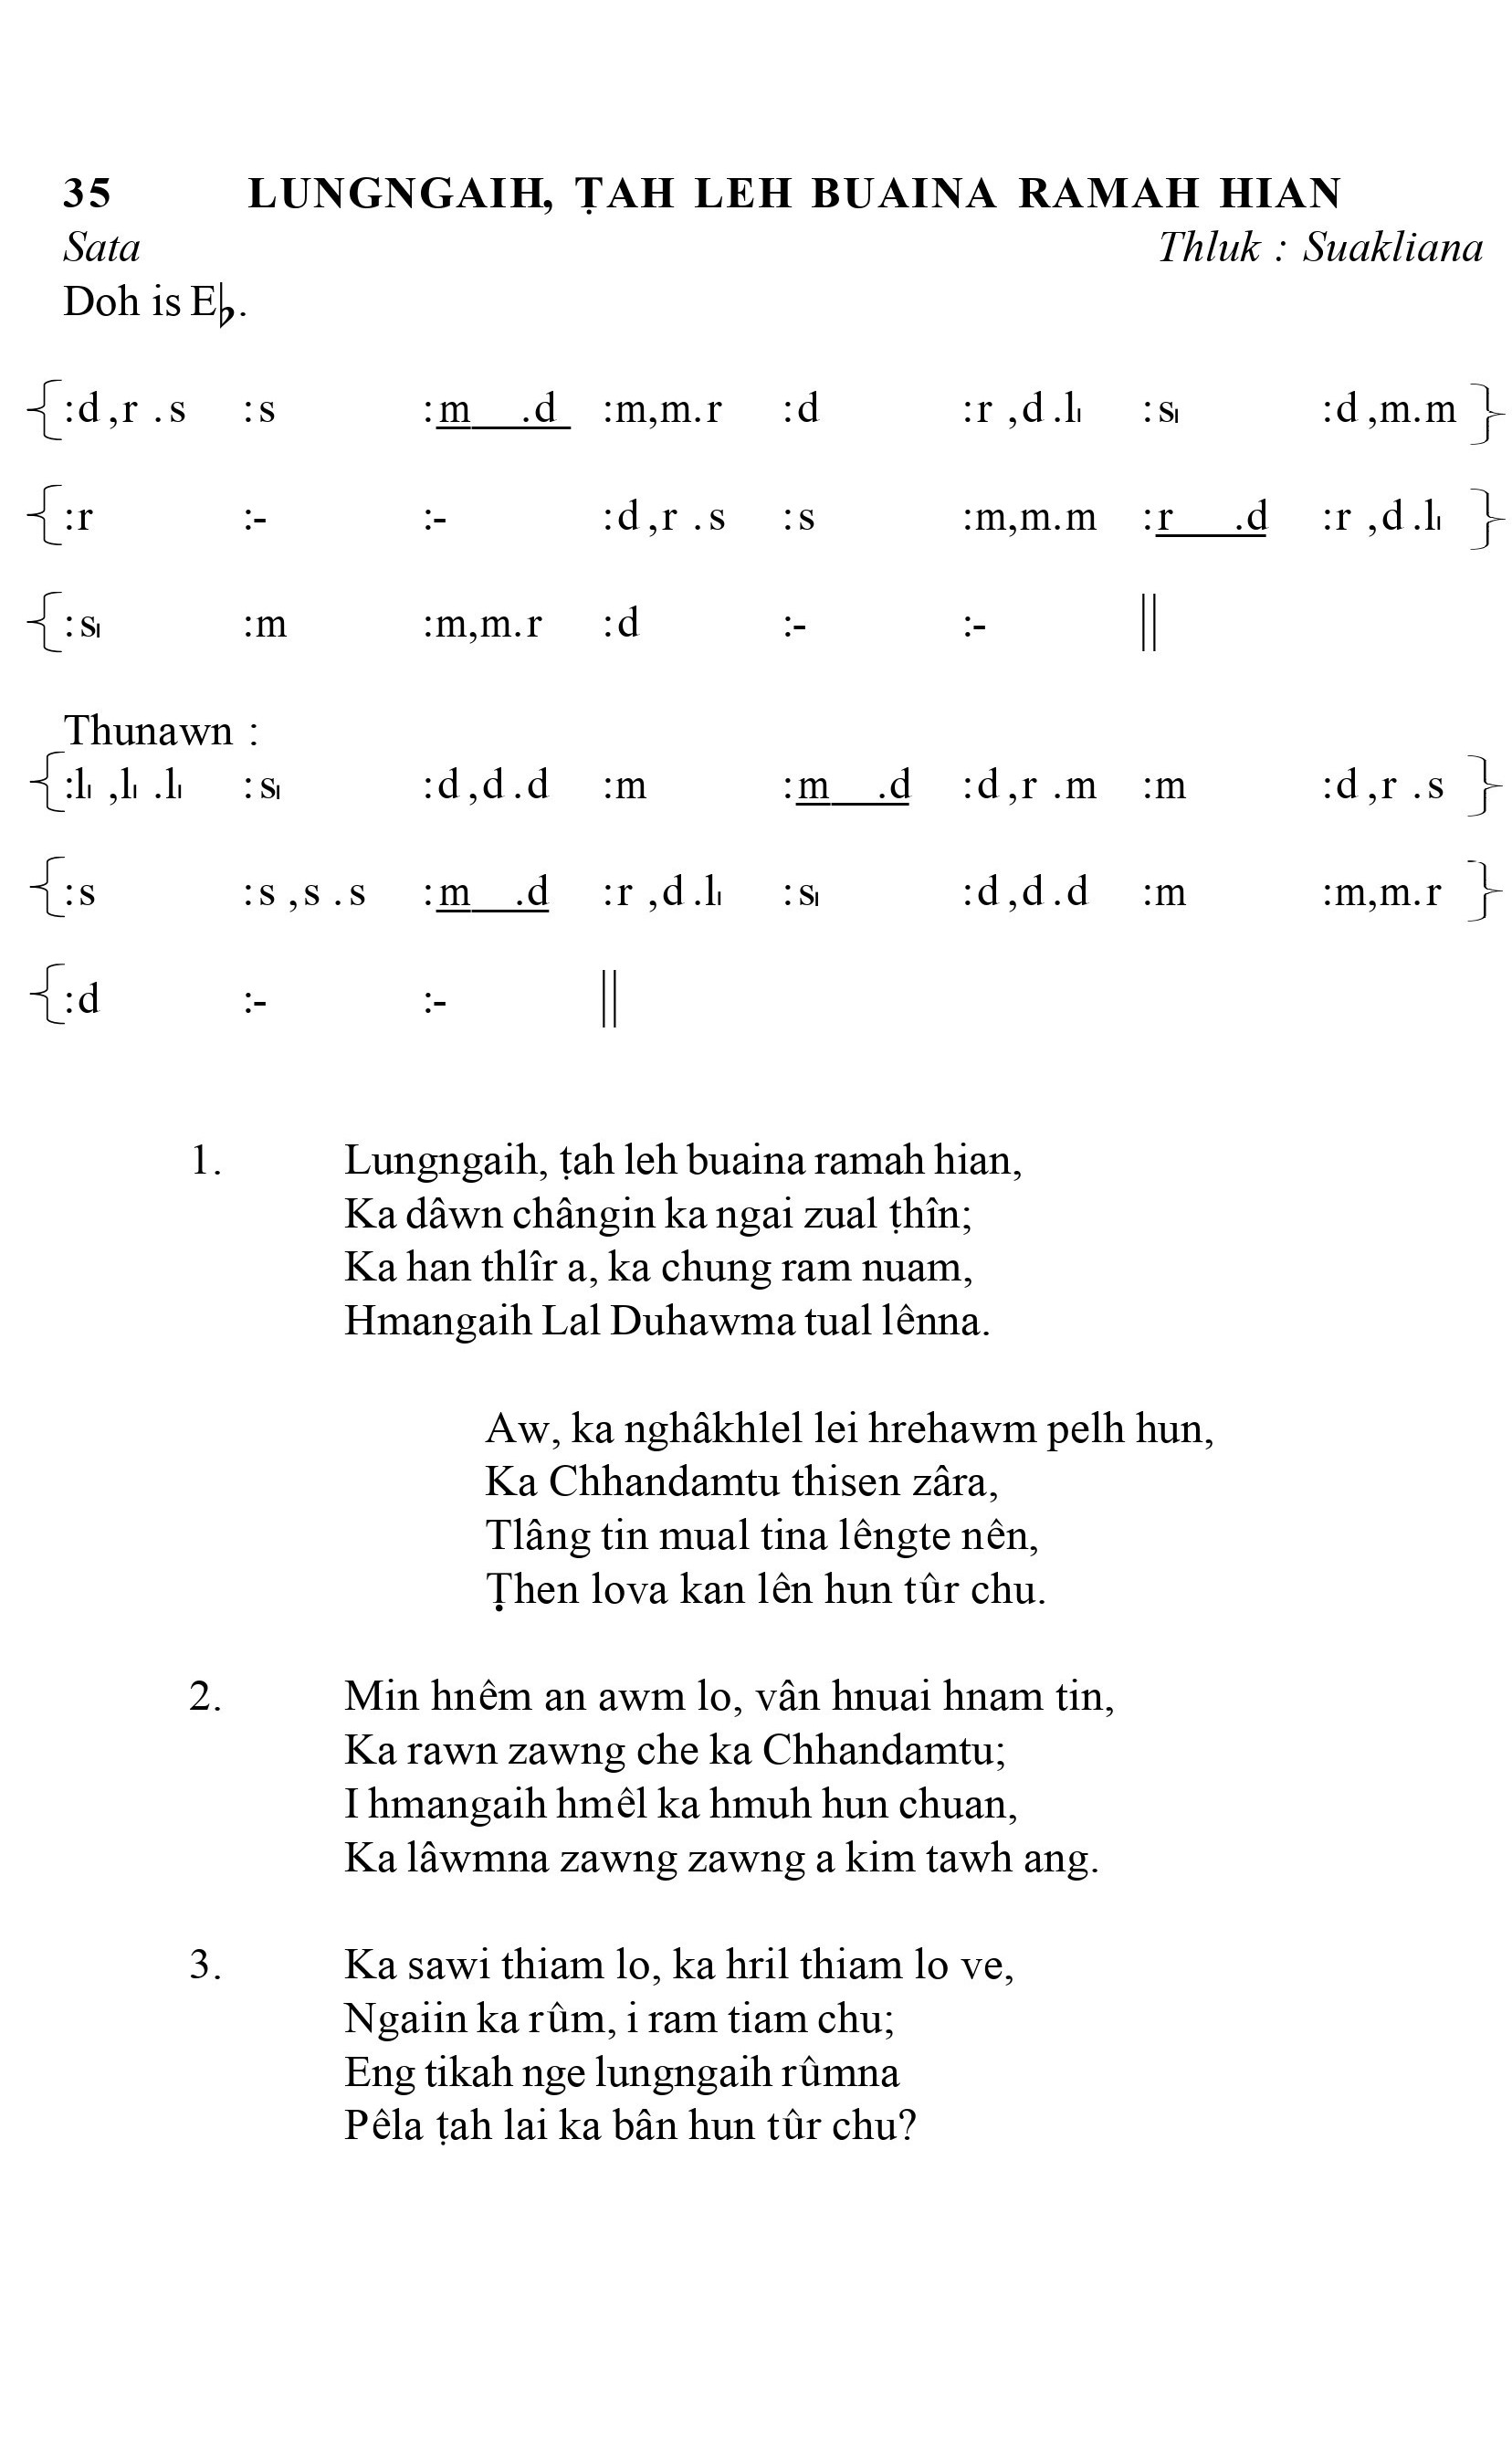 35 LUNGNGAIH, ṬAH LEH BUAINA RAMAH HIAN
Sata Thluk : Suakliana
Doh is E♭.
{:d ,r .s :s :m .d :m,m.r :d :r ,d .l₁ :s₁ :d ,m.m }
{:r :- :- :d ,r .s :s :m,m.m :r .d :r ,d .l₁ }
{:s₁ :m :m,m.r :d :- :- ||
Thunawn :
{:l₁ ,l₁ .l₁ :s₁ :d ,d .d :m :m .d :d ,r .m :m :d ,r .s }
{:s :s ,s .s :m .d :r ,d .l₁ :s₁ :d ,d .d :m :m,m.r }
{:d :- :- ||
1. Lungngaih, ṭah leh buaina ramah hian,
Ka dâwn chângin ka ngai zual ṭhîn;
Ka han thlîr a, ka chung ram nuam,
Hmangaih Lal Duhawma tual lênna.
Aw, ka nghâkhlel lei hrehawm pelh hun,
Ka Chhandamtu thisen zâra,
Tlâng tin mual tina lêngte nên,
Ṭhen lova kan lên hun tûr chu.
2. Min hnêm an awm lo, vân hnuai hnam tin,
Ka rawn zawng che ka Chhandamtu;
I hmangaih hmêl ka hmuh hun chuan,
Ka lâwmna zawng zawng a kim tawh ang.
3. Ka sawi thiam lo, ka hril thiam lo ve,
Ngaiin ka rûm, i ram tiam chu;
Eng tikah nge lungngaih rûmna
Pêla ṭah lai ka bân hun tûr chu?